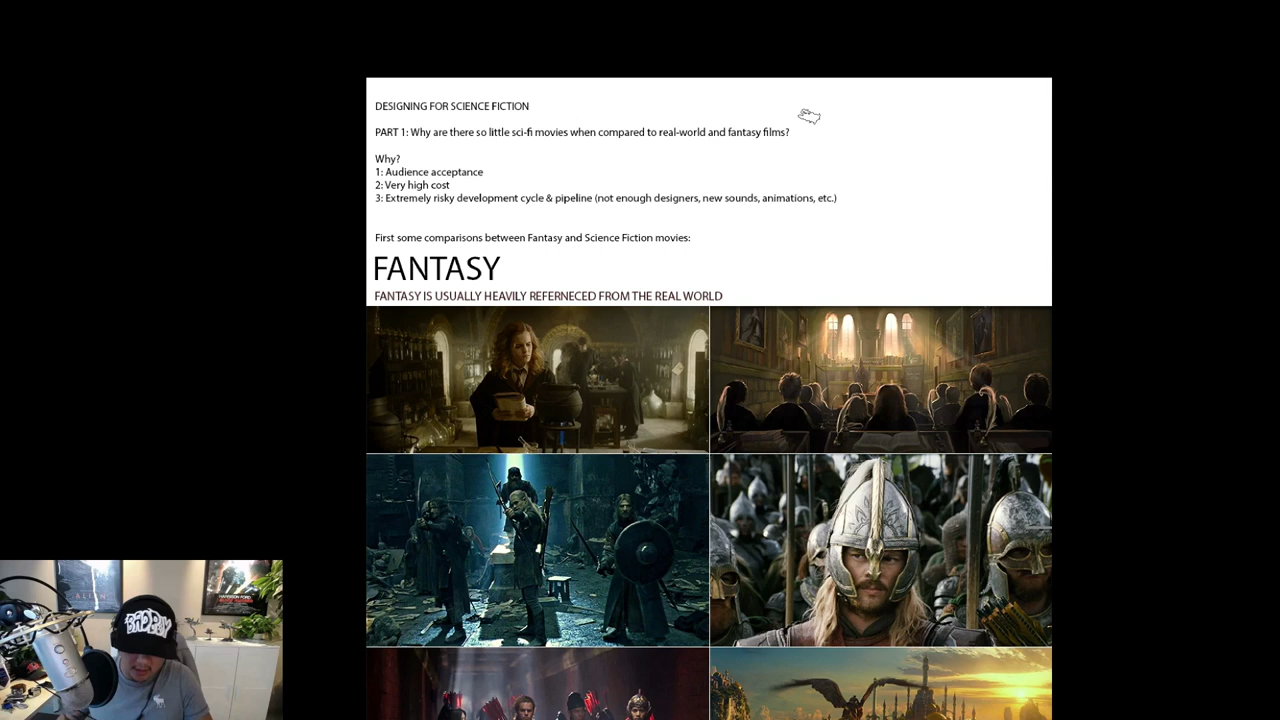 DESIGNING FOR SCIENCE FICTION
PART 1: Why are there so little sci-fi movies when compared to real-world and fantasy films?
Why?
1: Audience acceptance
2: Very high cost
3: Extremely risky development cycle & pipeline (not enough designers, new sounds, animations, etc.)
First some comparisons between Fantasy and Science Fiction movies:
FANTASY
FANTASY IS USUALLY HEAVILY REFERNECED FROM THE REAL WORLD
ALIEN
HARRISON FORD